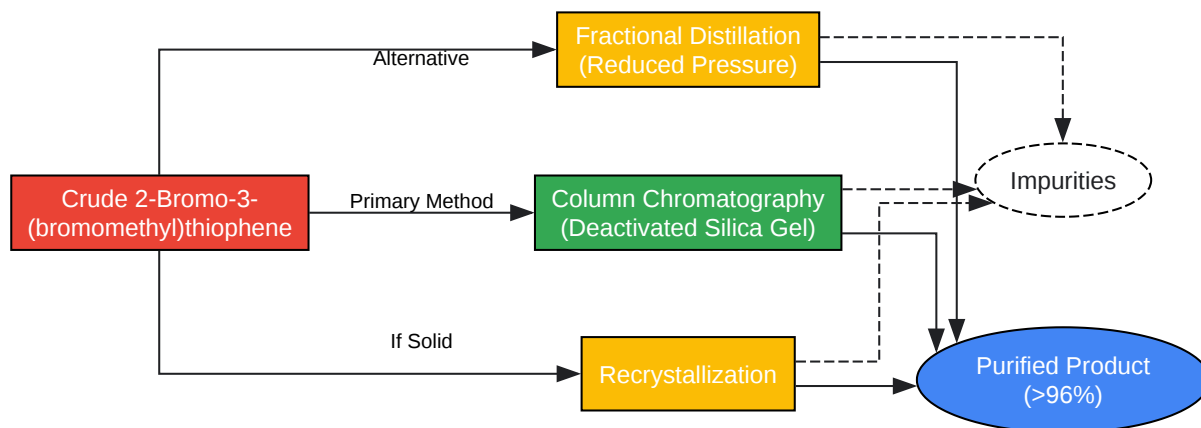 Fractional Distillation
(Reduced Pressure)
Alternative
Impurities
Crude 2-Bromo-3-
(bromomethyl)thiophene
Primary Method
Column Chromatography
(Deactivated Silica Gel)
If Solid
Recrystallization
Purified Product
(>96%)